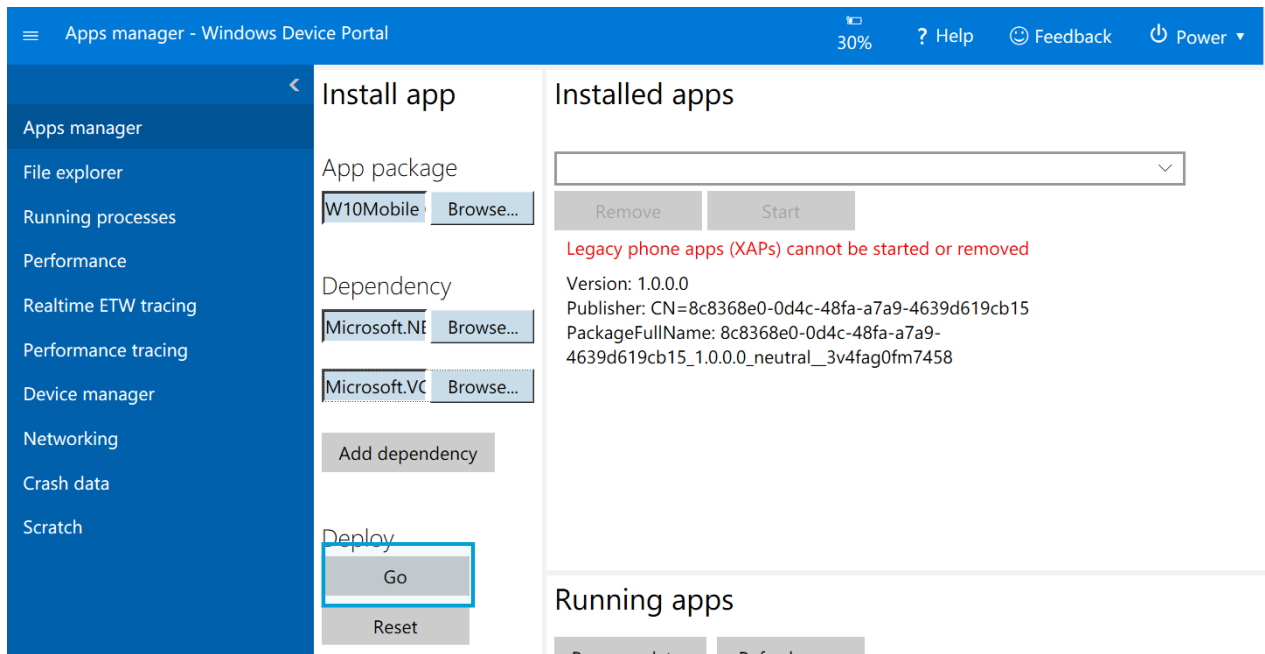 Apps manager - Windows Device Portal
30%
? Help
Feedback
Power
Apps manager
File explorer
Running processes
Performance
Realtime ETW tracing
Performance tracing
Device manager
Networking
Crash data
Scratch
Install app
App package
W10Mobile
Browse...
Dependency
Microsoft.NE
Browse...
Microsoft.VC
Browse...
Add dependency
Deploy
Go
Reset
Installed apps
Remove
Start
Legacy phone apps (XAPs) cannot be started or removed
Version: 1.0.0.0
Publisher: CN=8c8368e0-0d4c-48fa-a7a9-4639d619cb15
PackageFullName: 8c8368e0-0d4c-48fa-a7a9-
4639d619cb15_1.0.0.0_neutral__3v4fag0fm7458
Running apps